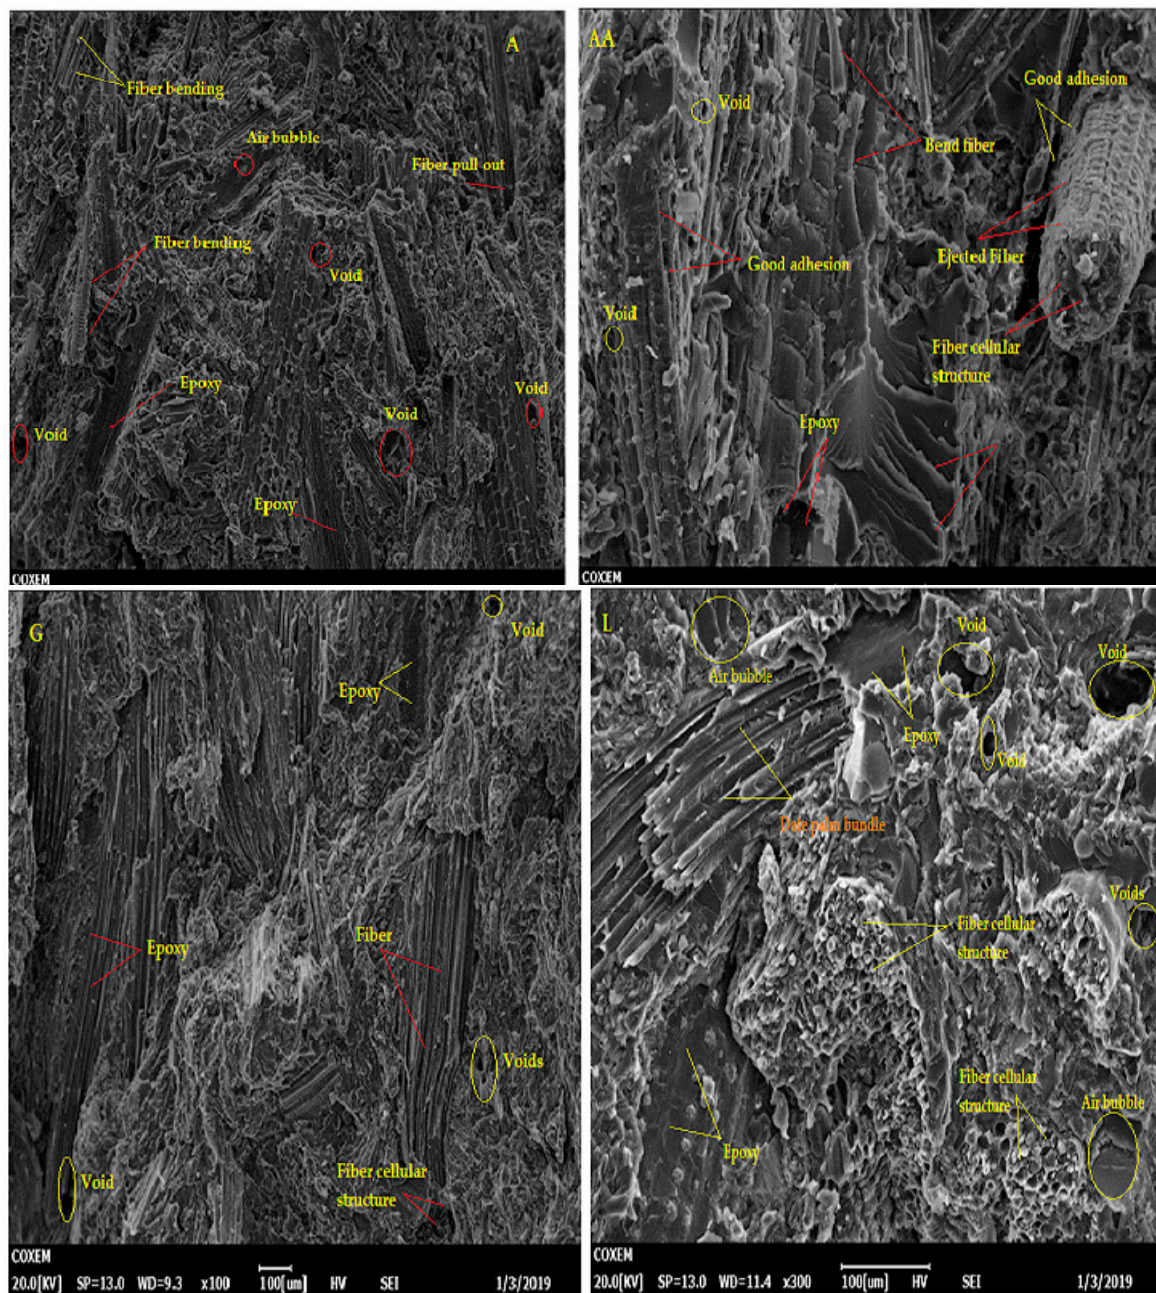 A
Fiber bending
Air bubble
Fiber pull out
Fiber bending
Void
Epoxy
Void
Void
Void
Epoxy
COXEM
AA
Good adhesion
Void
Bend fiber
Ejected Fiber
Good adhesion
Void
Fiber cellular
structure
Epoxy
COXEM
G
Void
Epoxy
Epoxy
Fiber
Voids
Fiber cellular
structure
Void
COXEM
20.0[KV] SP=13.0 WD=9.3 x100 100[um] HV SEI 1/3/2019
L
Void
Void
Air bubble
Epoxy
Void
Date palm bundle
Voids
Fiber cellular
structure
Fiber cellular
structure
Air bubble
Epoxy
COXEM
20.0[KV] SP=13.0 WD=11.4 x300 100[um] HV SEI 1/3/2019